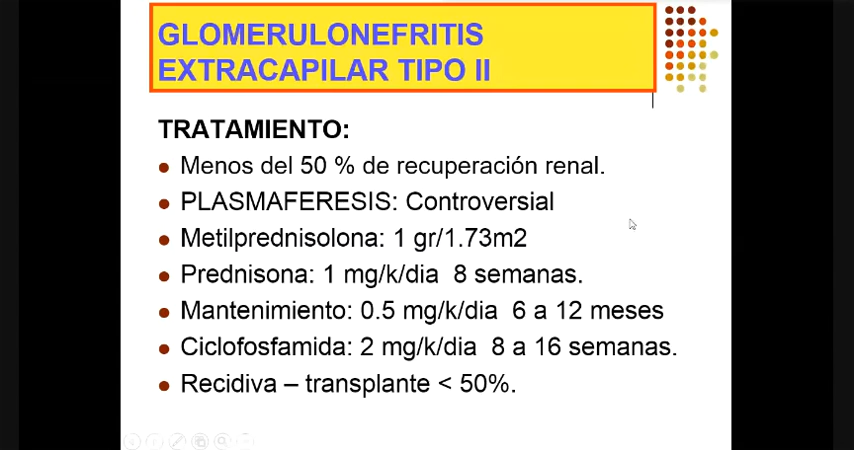 GLOMERULONEFRITIS
EXTRACAPILAR TIPO II
TRATAMIENTO:
• Menos del 50 % de recuperación renal.
• PLASMAFERESIS: Controversial
• Metilprednisolona: 1 gr/1.73m2
• Prednisona: 1 mg/k/dia  8 semanas.
• Mantenimiento: 0.5 mg/k/dia  6 a 12 meses
• Ciclofosfamida: 2 mg/k/dia  8 a 16 semanas.
• Recidiva – transplante < 50%.